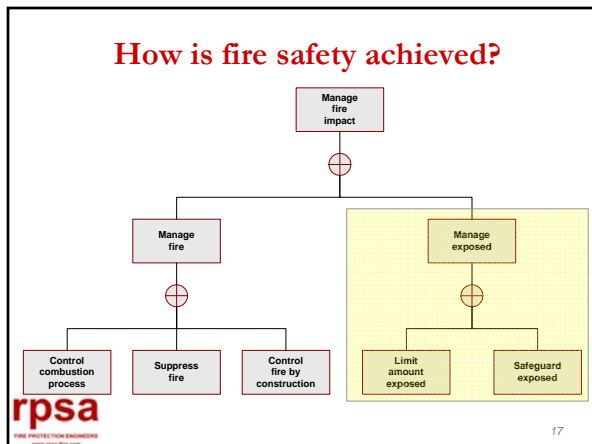 How is fire safety achieved?
Manage
fire
impact
Manage
fire
Manage
exposed
Control
combustion
process
Suppress
fire
Control
fire by
construction
Limit
amount
exposed
Safeguard
exposed
rpsa
FIRE PROTECTION ENGINEERS
17